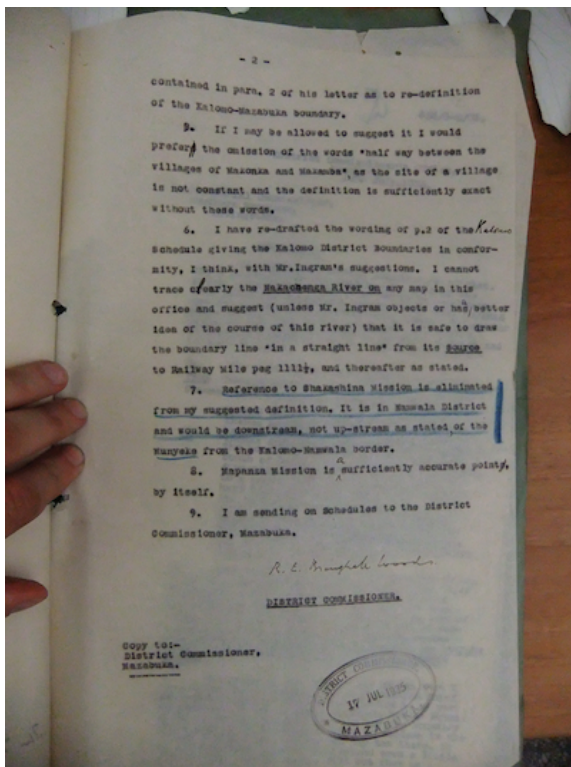 - 2 -
contained in para. 2 of his letter as to re-definition
of the Kalomo-Mazabuka boundary.
5. If I may be allowed to suggest it I would
prefer the omission of the words "half way between the
villages of Makonka and Mazamba", as the site of a village
is not constant and the definition is sufficiently exact
without these words.
6. I have re-drafted the wording of p.2 of the Kalomo
Schedule giving the Kalomo District Boundaries in confor-
mity, I think, with Mr.Ingram's suggestions. I cannot
trace clearly the Nakachenga River on any map in this
office and suggest (unless Mr. Ingram objects or has better
idea of the course of this river) that it is safe to draw
the boundary line "in a straight line" from its Source
to Railway Mile peg and thereafter as stated.
7. Reference to Shakashina Mission is eliminated
from my suggested definition. It is in Namwala District
and would be downstream, not up-stream as stated, of the
Munyeke from the Kalomo-Namwala border.
8. Mapanza Mission is a sufficiently accurate point,
by itself.
9. I am sending on Schedules to the District
Commissioner, Mazabuka.
DISTRICT COMMISSIONER.
Copy to:-
District Commissioner,
Mazabuka.
DISTRICT COMMISSIONER
17 JUL 1935
MAZABUKA